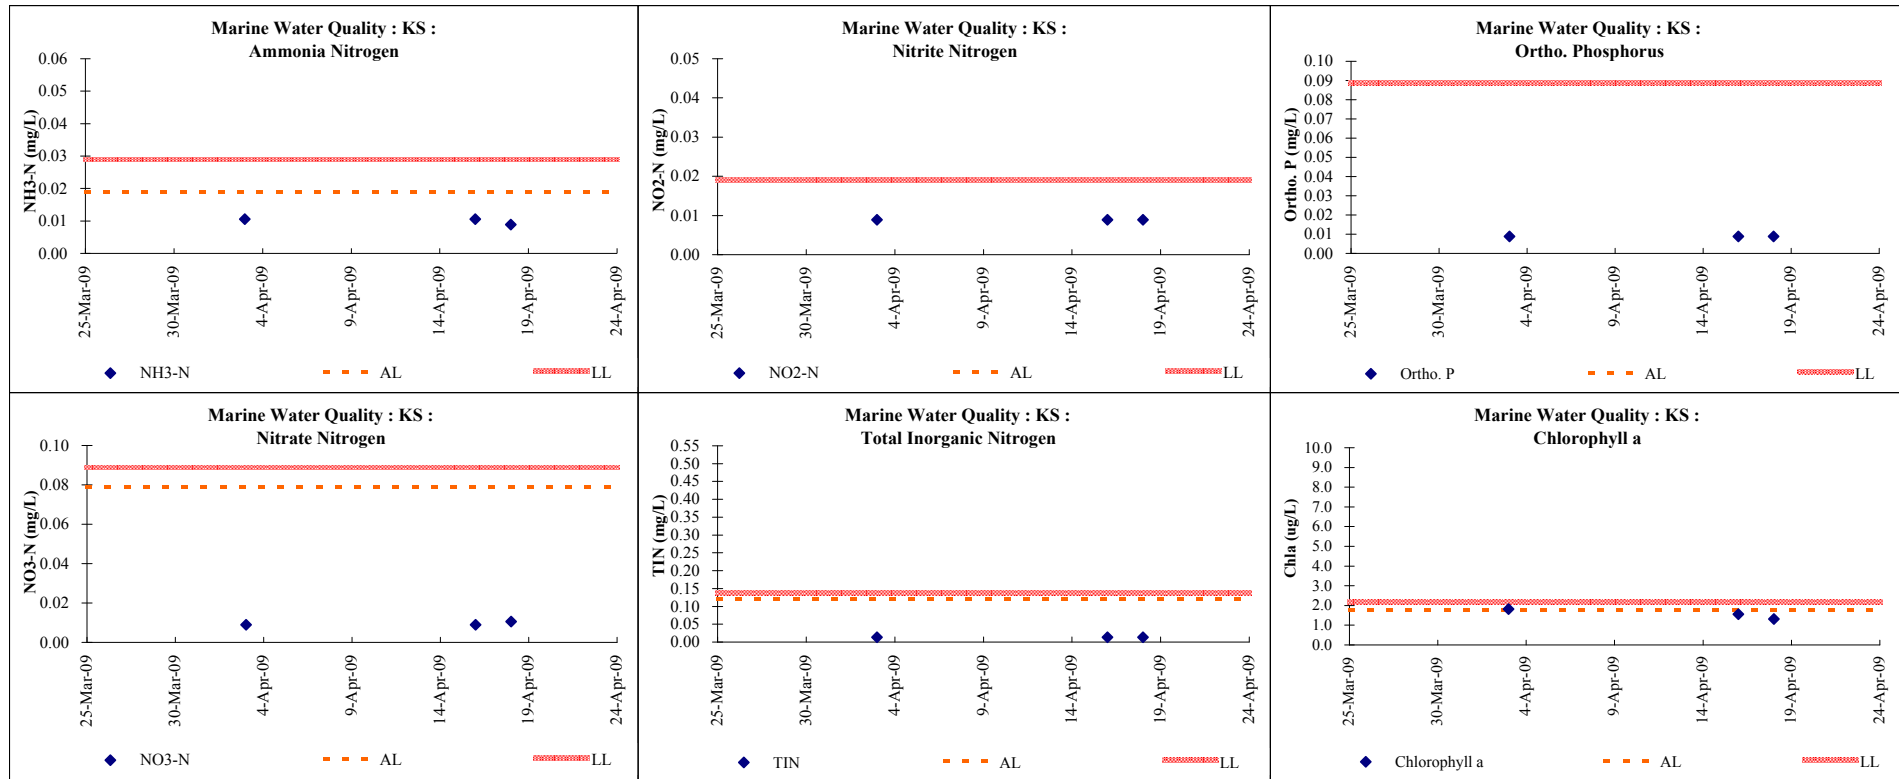 Marine Water Quality : KS :
Ammonia Nitrogen
NH3-N (mg/L)
0.06
0.05
0.04
0.03
0.02
0.01
0.00
25-Mar-09
30-Mar-09
4-Apr-09
9-Apr-09
14-Apr-09
19-Apr-09
24-Apr-09
NH3-N AL LL
Marine Water Quality : KS :
Nitrite Nitrogen
NO2-N (mg/L)
0.05
0.04
0.03
0.02
0.01
0.00
25-Mar-09
30-Mar-09
4-Apr-09
9-Apr-09
14-Apr-09
19-Apr-09
24-Apr-09
NO2-N AL LL
Marine Water Quality : KS :
Ortho. Phosphorus
Ortho. P (mg/L)
0.10
0.09
0.08
0.07
0.06
0.05
0.04
0.03
0.02
0.01
0.00
25-Mar-09
30-Mar-09
4-Apr-09
9-Apr-09
14-Apr-09
19-Apr-09
24-Apr-09
Ortho. P AL LL
Marine Water Quality : KS :
Nitrate Nitrogen
NO3-N (mg/L)
0.10
0.08
0.06
0.04
0.02
0.00
25-Mar-09
30-Mar-09
4-Apr-09
9-Apr-09
14-Apr-09
19-Apr-09
24-Apr-09
NO3-N AL LL
Marine Water Quality : KS :
Total Inorganic Nitrogen
TIN (mg/L)
0.55
0.50
0.45
0.40
0.35
0.30
0.25
0.20
0.15
0.10
0.05
0.00
25-Mar-09
30-Mar-09
4-Apr-09
9-Apr-09
14-Apr-09
19-Apr-09
24-Apr-09
TIN AL LL
Marine Water Quality : KS :
Chlorophyll a
Chla (ug/L)
10.0
9.0
8.0
7.0
6.0
5.0
4.0
3.0
2.0
1.0
0.0
25-Mar-09
30-Mar-09
4-Apr-09
9-Apr-09
14-Apr-09
19-Apr-09
24-Apr-09
Chlorophyll a AL LL